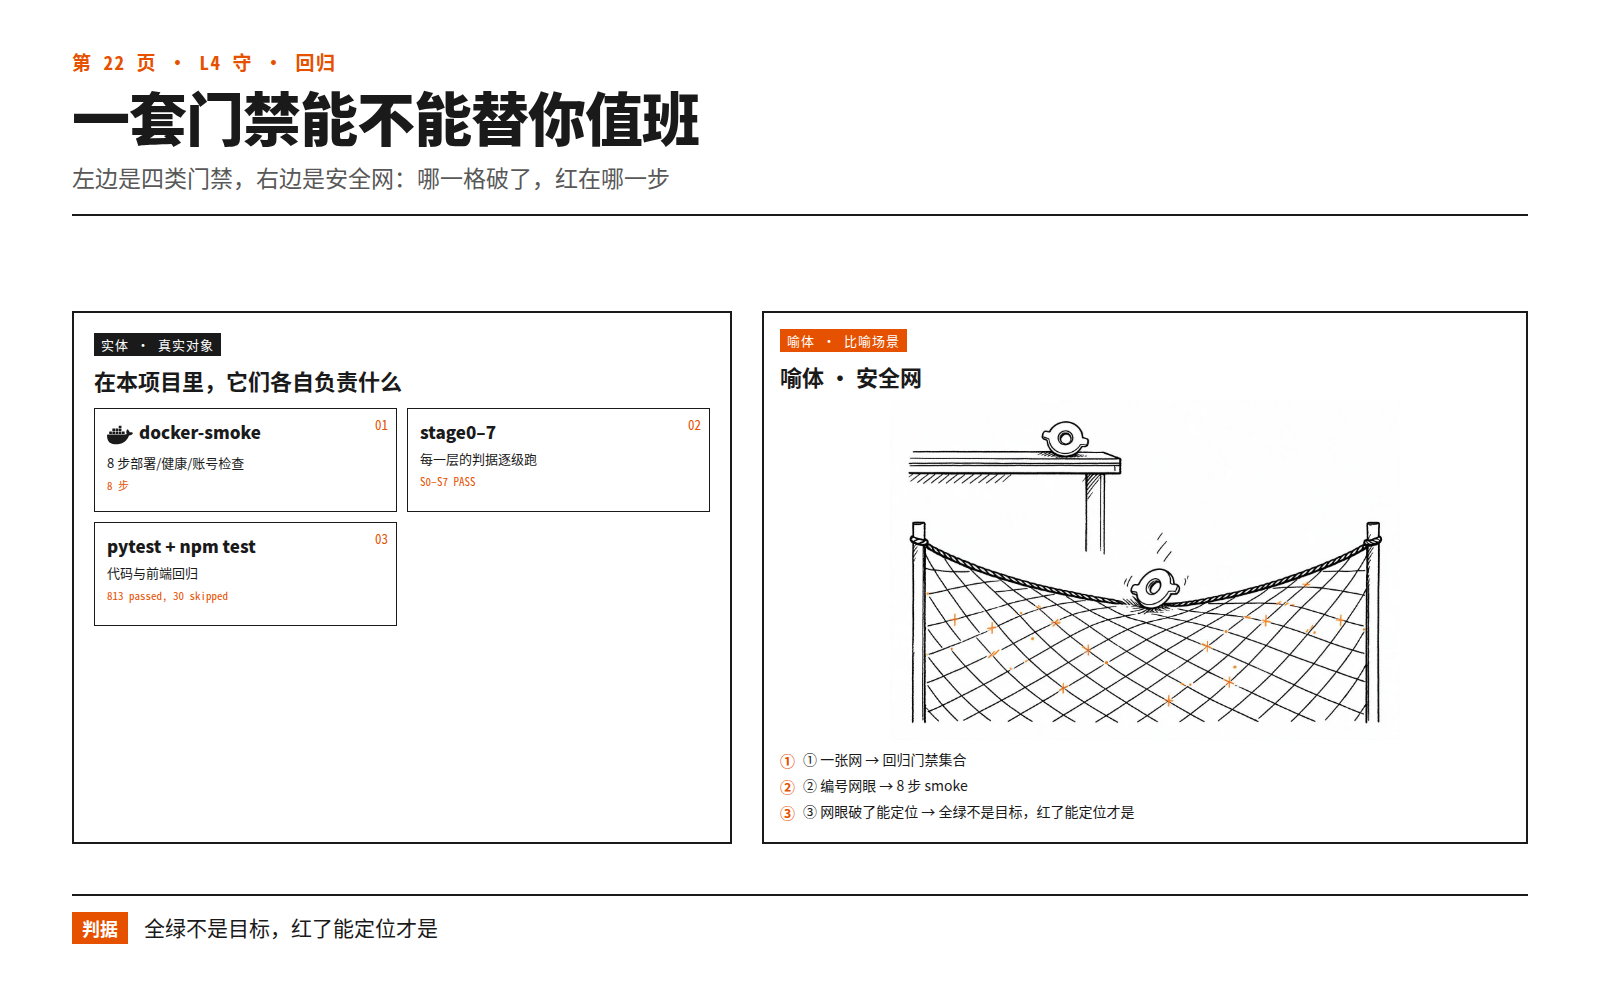 第 22 页 · L4 守 · 回归
一套门禁能不能替你值班
左边是四类门禁，右边是安全网：哪一格破了，红在哪一步
实体 · 真实对象
在本项目里，它们各自负责什么
docker-smoke
01
8 步部署/健康/账号检查
8 步
stage0–7
02
每一层的判据逐级跑
S0–S7 PASS
pytest + npm test
03
代码与前端回归
813 passed, 30 skipped
喻体 · 比喻场景
喻体 · 安全网
① ① 一张网 → 回归门禁集合
② ② 编号网眼 → 8 步 smoke
③ ③ 网眼破了能定位 → 全绿不是目标，红了能定位才是
判据 全绿不是目标，红了能定位才是